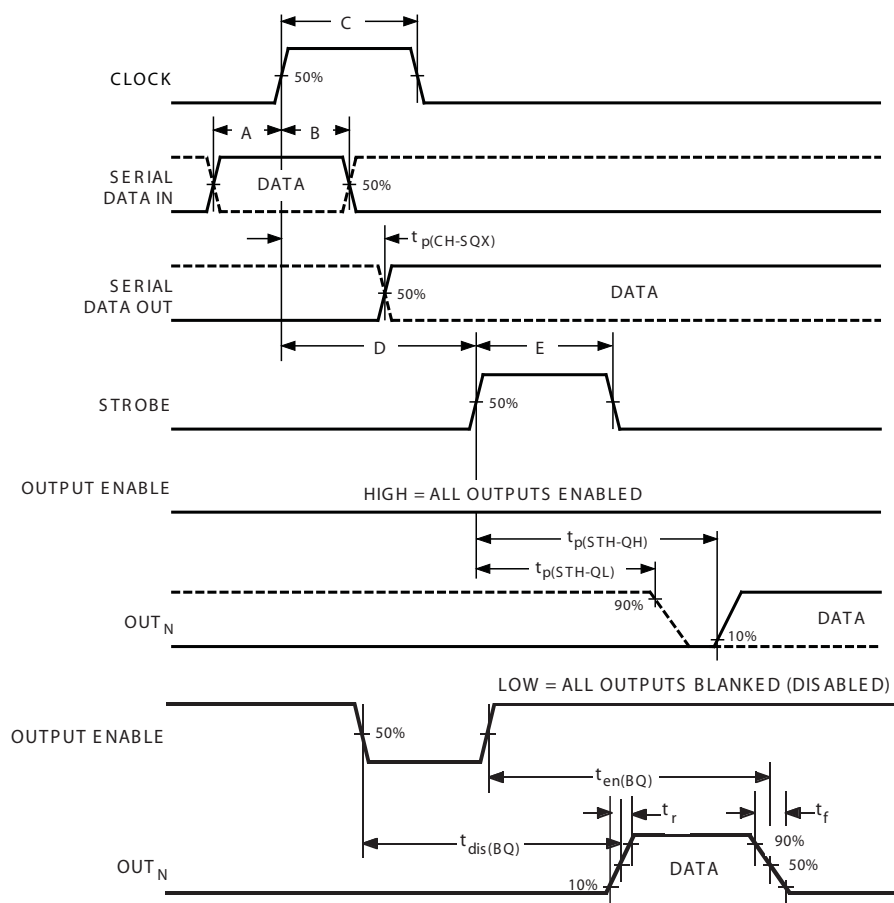 C
CLOCK
50%
A
B
SERIAL
DATA IN
DATA
50%
t p(CH-SQX)
SERIAL
DATA OUT
50%
DATA
D
E
STROBE
50%
OUTPUT ENABLE
HIGH = ALL OUTPUTS ENABLED
t p(STH-QH)
t p(STH-QL)
90%
OUT N
DATA
10%
LOW = ALL OUTPUTS BLANKED (DISABLED)
OUTPUT ENABLE
50%
t en(BQ)
t r
t f
t dis(BQ)
90%
OUT N
DATA
50%
10%